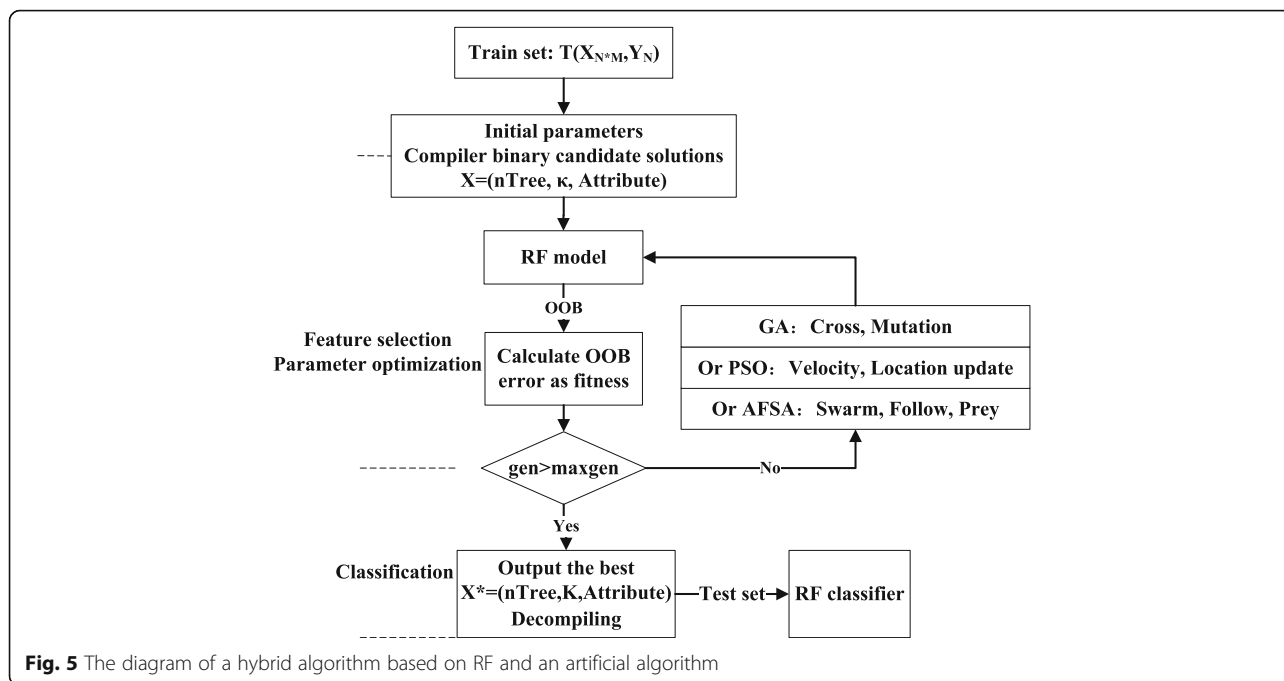 Train set: T(X_{N*M},Y_N)
Initial parameters
Compiler binary candidate solutions
X=(nTree, κ, Attribute)
RF model
OOB
Feature selection
Parameter optimization
Calculate OOB
error as fitness
GA: Cross, Mutation
Or PSO: Velocity, Location update
Or AFSA: Swarm, Follow, Prey
gen>maxgen
No
Yes
Classification
Output the best
X*=(nTree,K,Attribute)
Decompiling
Test set
RF classifier
Fig. 5 The diagram of a hybrid algorithm based on RF and an artificial algorithm